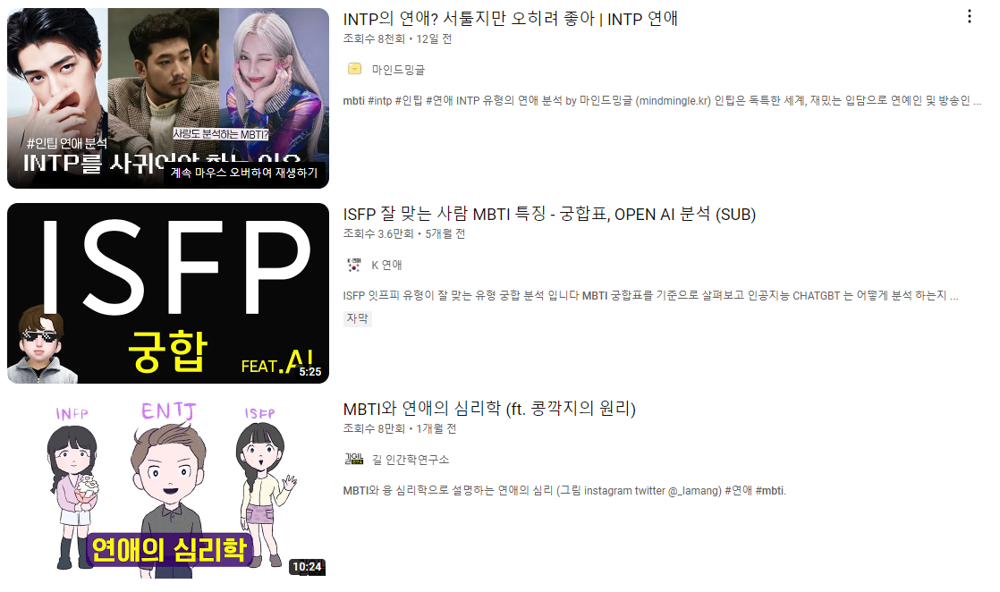 INTP의 연애? 서툴지만 오히려 좋아 | INTP 연애
조회수 8천회 • 12일 전
마인드밍글
mbti #intp #인팁 #연애 INTP 유형의 연애 분석 by 마인드밍글 (mindmingle.kr) 인팁은 독특한 세계, 재밌는 입담으로 연예인 및 방송인 ...
사랑도 분석하는 MBTI?
#인팁 연애 분석
INTP를 사귀어야 하는 이유
계속 마우스 오버하여 재생하기
ISFP 잘 맞는 사람 MBTI 특징 - 궁합표, OPEN AI 분석 (SUB)
조회수 3.6만회 • 5개월 전
K 연애
ISFP 잇프피 유형이 잘 맞는 유형 궁합 분석 입니다 MBTI 궁합표를 기준으로 살펴보고 인공지능 CHATGBT 는 어떻게 분석 하는지 ...
자막
ISFP
궁합
FEAT.AI
5:25
MBTI와 연애의 심리학 (ft. 콩깍지의 원리)
조회수 8만회 • 1개월 전
길 인간학연구소
MBTI와 융 심리학으로 설명하는 연애의 심리 (그림 instagram twitter @_lamang) #연애 #mbti.
INFP
ENTJ
ISFP
연애의 심리학
10:24